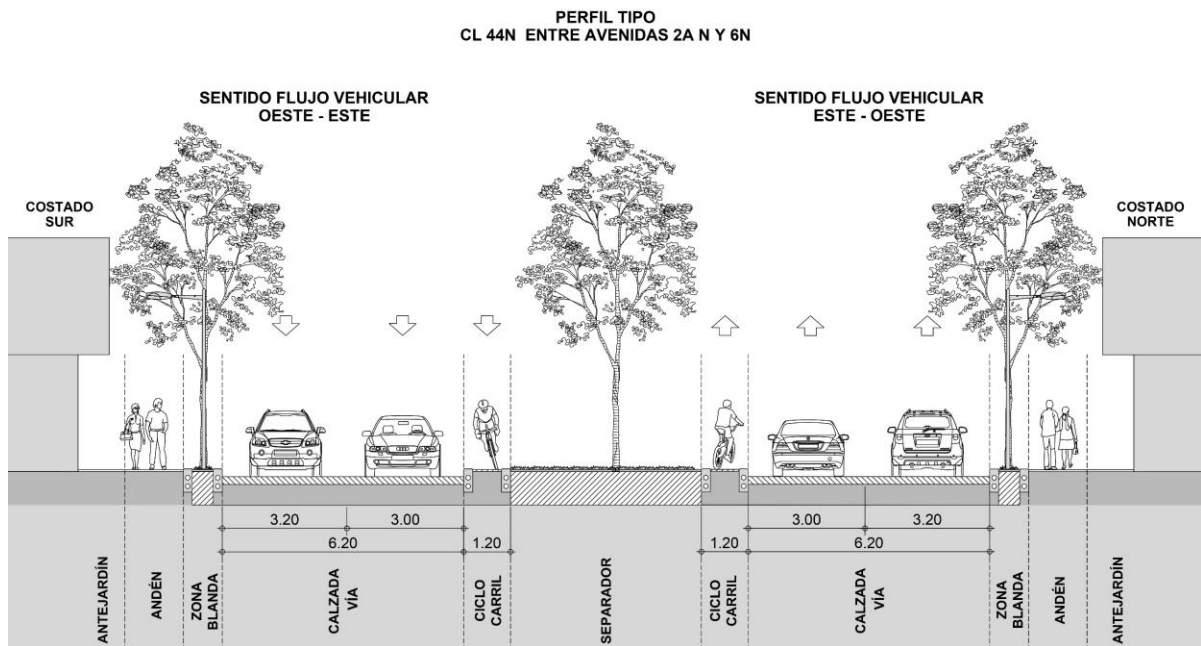 PERFIL TIPO
CL 44N ENTRE AVENIDAS 2A N Y 6N
SENTIDO FLUJO VEHICULAR
OESTE - ESTE
SENTIDO FLUJO VEHICULAR
ESTE - OESTE
COSTADO
SUR
COSTADO
NORTE
3.20
3.00
3.00
3.20
6.20
1.20
1.20
6.20
ANTEJARDÍN
ANDÉN
ZONA
BLANDA
CALZADA
VÍA
CICLO
CARRIL
SEPARADOR
CICLO
CARRIL
CALZADA
VÍA
ZONA
BLANDA
ANDÉN
ANTEJARDÍN